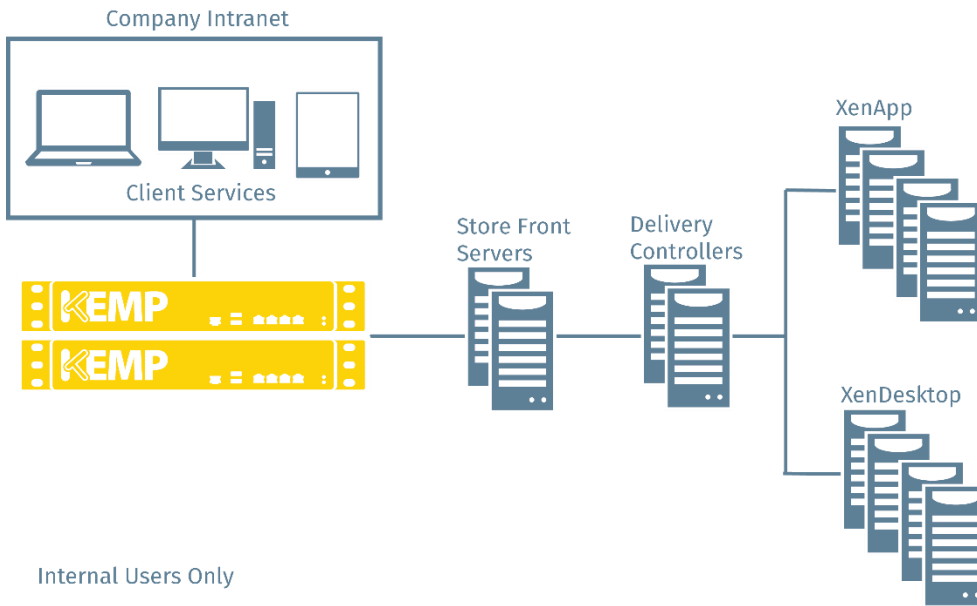 Company Intranet
Client Services
XenApp
Store Front
Servers
Delivery
Controllers
KEMP
KEMP
XenDesktop
Internal Users Only